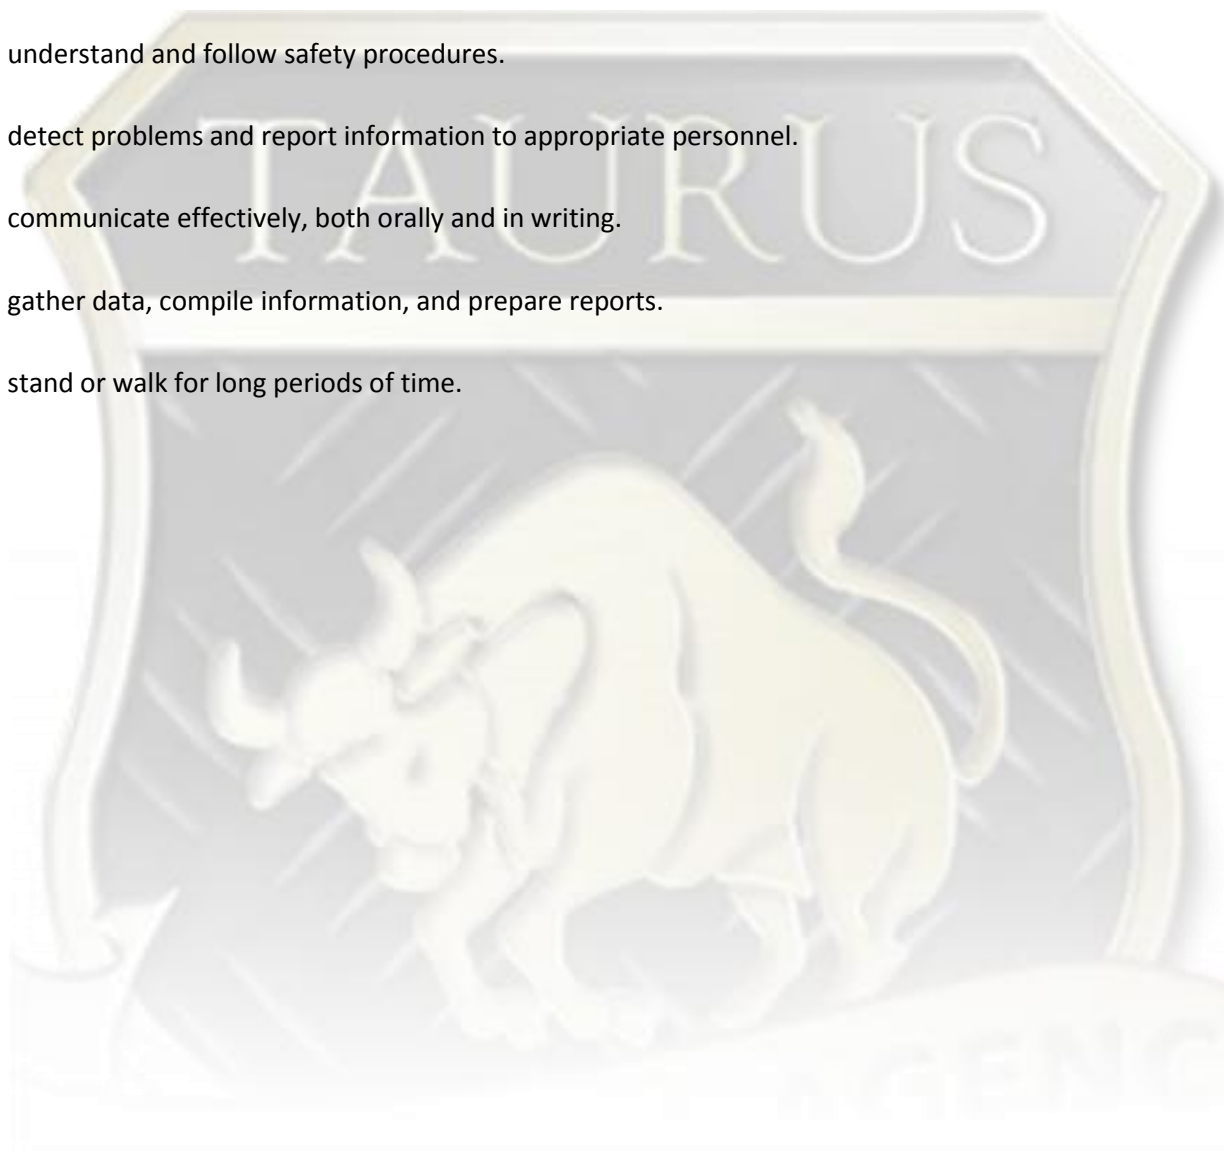 understand and follow safety procedures.
TAURUS
detect problems and report information to appropriate personnel.
communicate effectively, both orally and in writing.
gather data, compile information, and prepare reports.
stand or walk for long periods of time.
AGENC